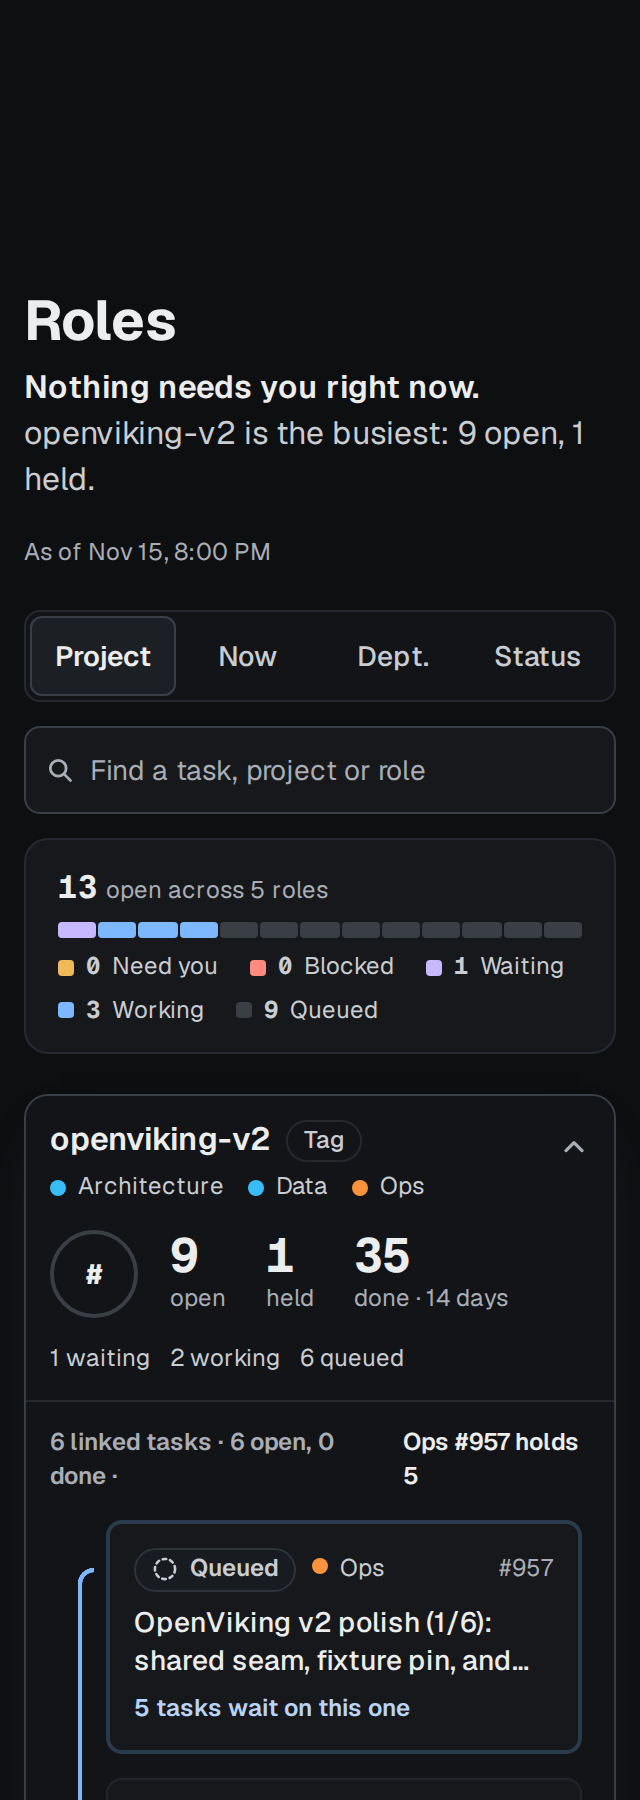 Roles
Nothing needs you right now.
openviking-v2 is the busiest: 9 open, 1
held.
As of Nov 15, 8:00 PM
Project Now Dept. Status
Find a task, project or role
13 open across 5 roles
0 Need you 0 Blocked 1 Waiting
3 Working 9 Queued
openviking-v2 Tag
Architecture Data Ops
# 9 1 35
open held done · 14 days
1 waiting 2 working 6 queued
6 linked tasks · 6 open, 0
done ·
Ops #957 holds
5
Queued Ops #957
OpenViking v2 polish (1/6):
shared seam, fixture pin, and…
5 tasks wait on this one